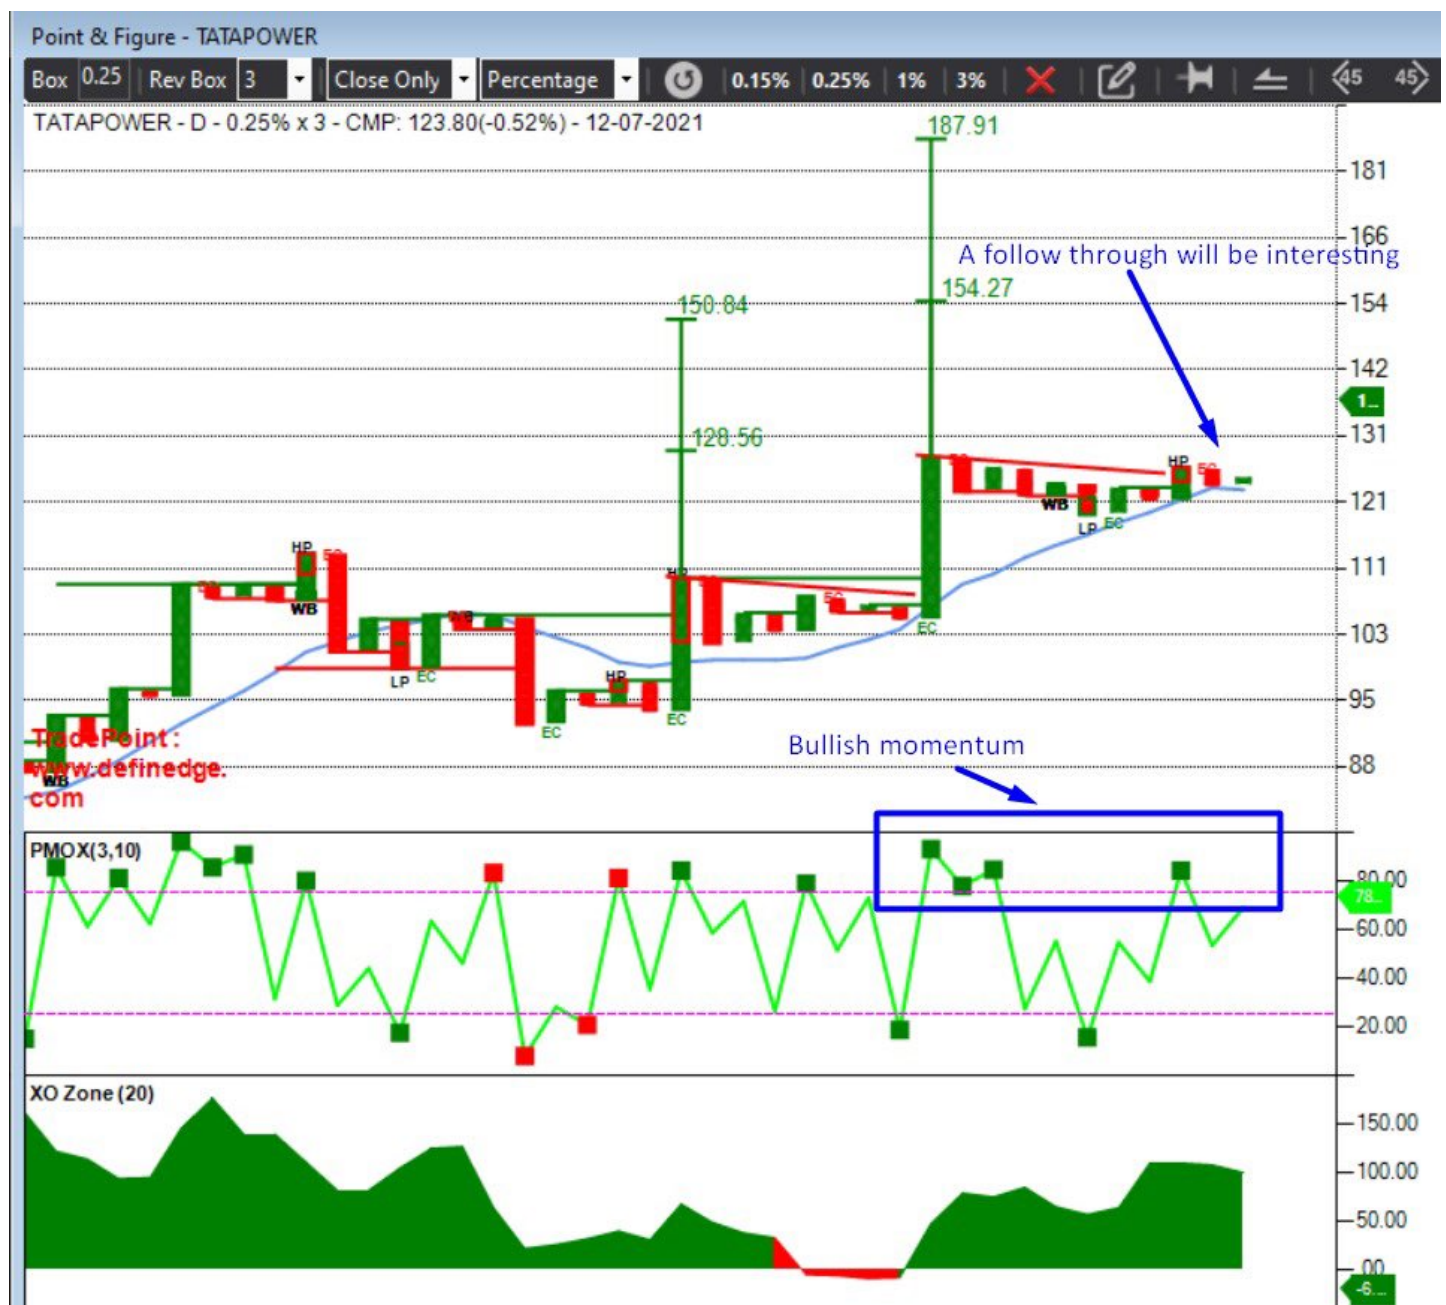 Point & Figure - TATAPOWER
Box 0.25 Rev Box 3 Close Only Percentage 0.15% 0.25% 1% 3% 45 45
TATAPOWER - D - 0.25% x 3 - CMP: 123.80(-0.52%) - 12-07-2021
187.91
181
166
A follow through will be interesting
154.27
150.84
154
142
1...
128.56
131
HP
121
WB
LP EC
HP
111
HP
WB
EC
103
LP EC
HP
95
EC
EC
Bullish momentum
TradePoint :
www.definedge.
com
WB
88
PMOX(3,10)
80.00
78...
60.00
40.00
20.00
XO Zone (20)
150.00
100.00
50.00
.00
-6....